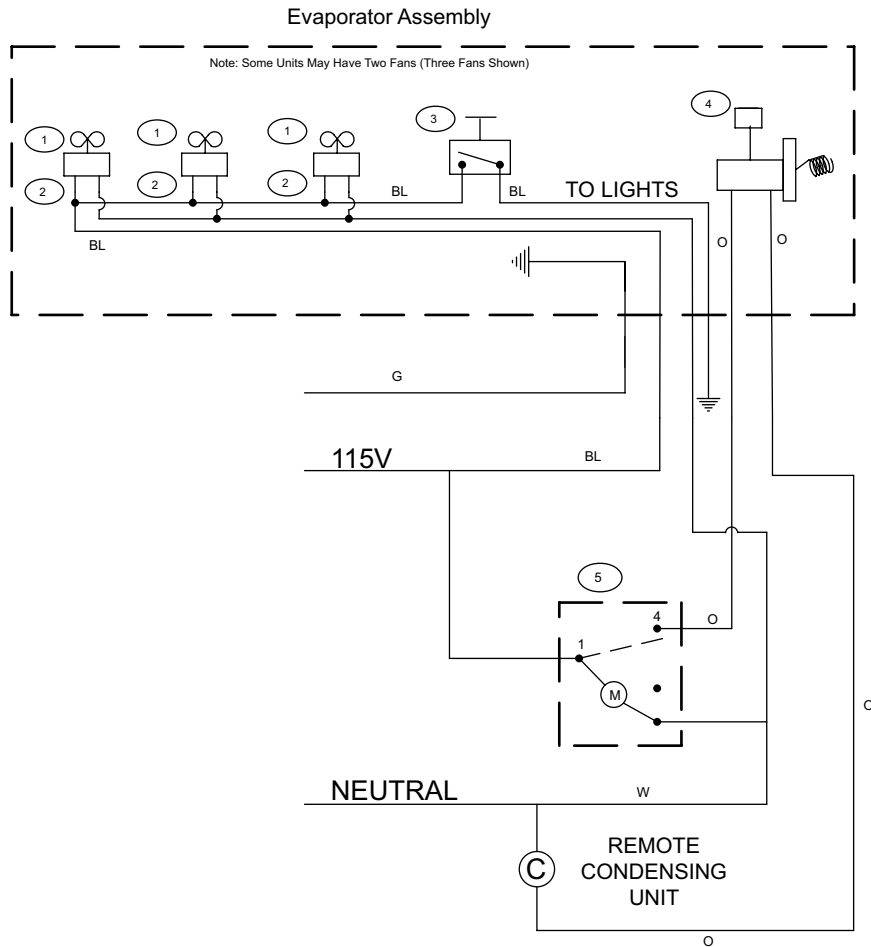 Evaporator Assembly
Note: Some Units May Have Two Fans (Three Fans Shown)
1
1
1
3
4
2
2
2
BL
BL
TO LIGHTS
BL
O
O
G
115V
BL
5
4
O
1
M
O
NEUTRAL
W
C
REMOTE
CONDENSING
UNIT
O